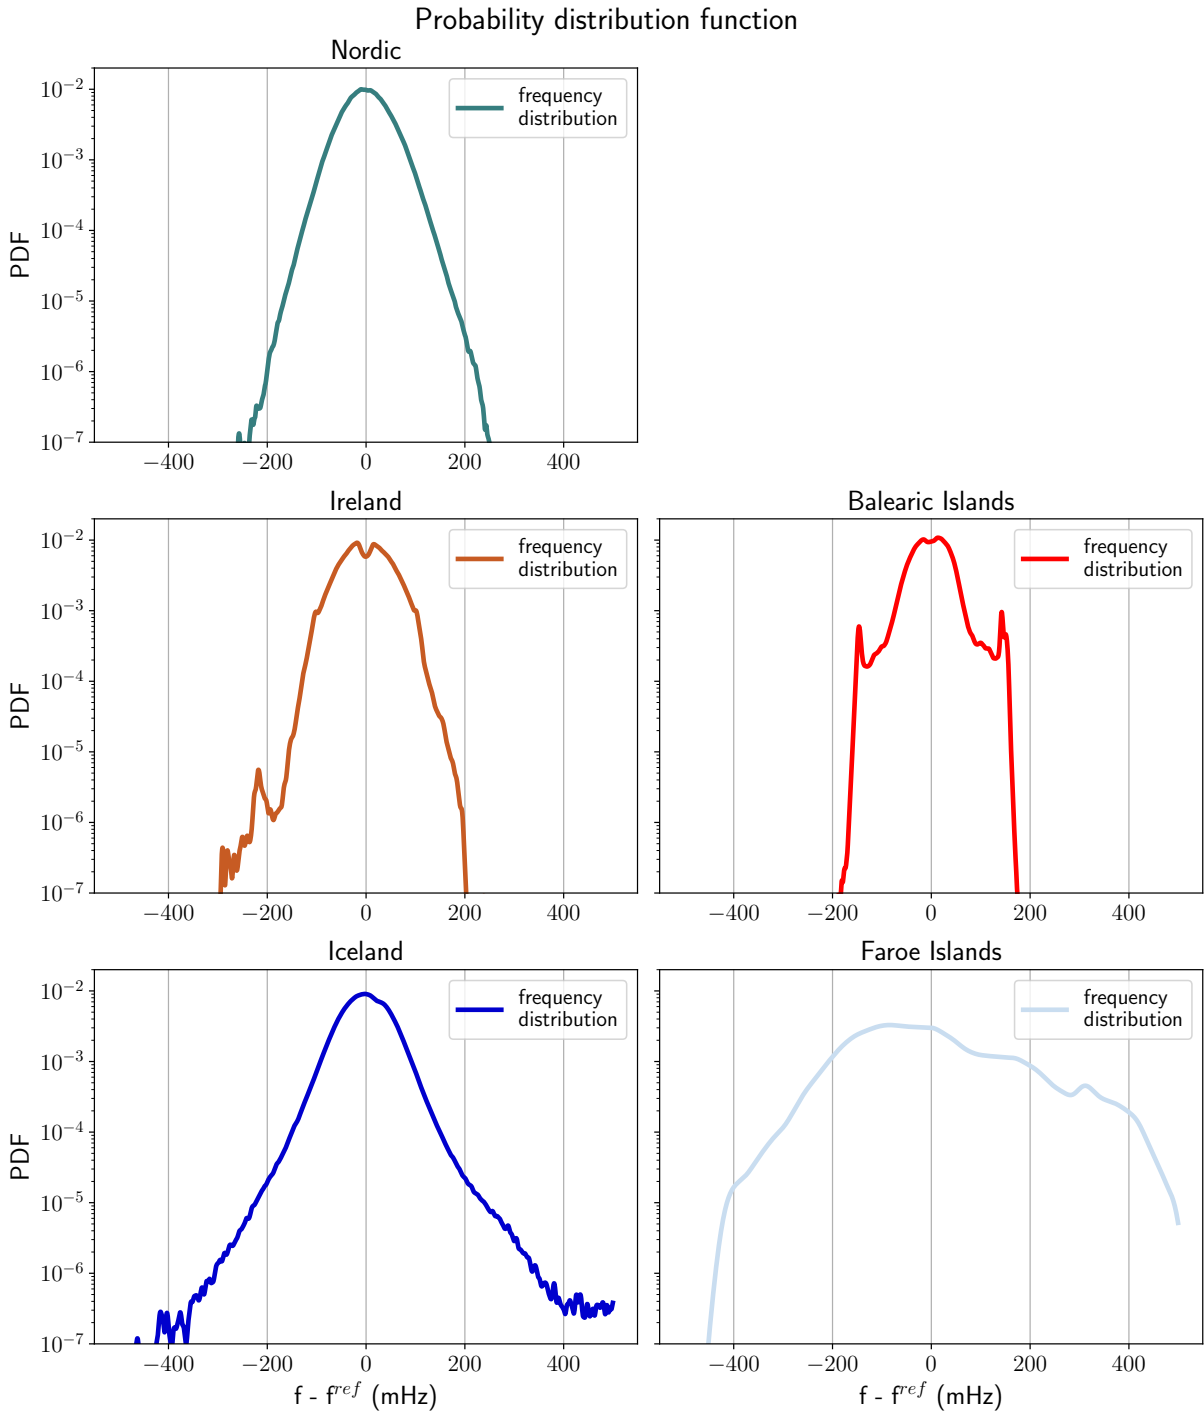 Probability distribution function
Nordic
frequency
distribution
PDF
10⁻²
10⁻³
10⁻⁴
10⁻⁵
10⁻⁶
10⁻⁷
−400 −200 0 200 400
Ireland
frequency
distribution
PDF
10⁻²
10⁻³
10⁻⁴
10⁻⁵
10⁻⁶
10⁻⁷
−400 −200 0 200 400
Balearic Islands
frequency
distribution
−400 −200 0 200 400
Iceland
frequency
distribution
PDF
10⁻²
10⁻³
10⁻⁴
10⁻⁵
10⁻⁶
10⁻⁷
−400 −200 0 200 400
f - f^ref (mHz)
Faroe Islands
frequency
distribution
−400 −200 0 200 400
f - f^ref (mHz)